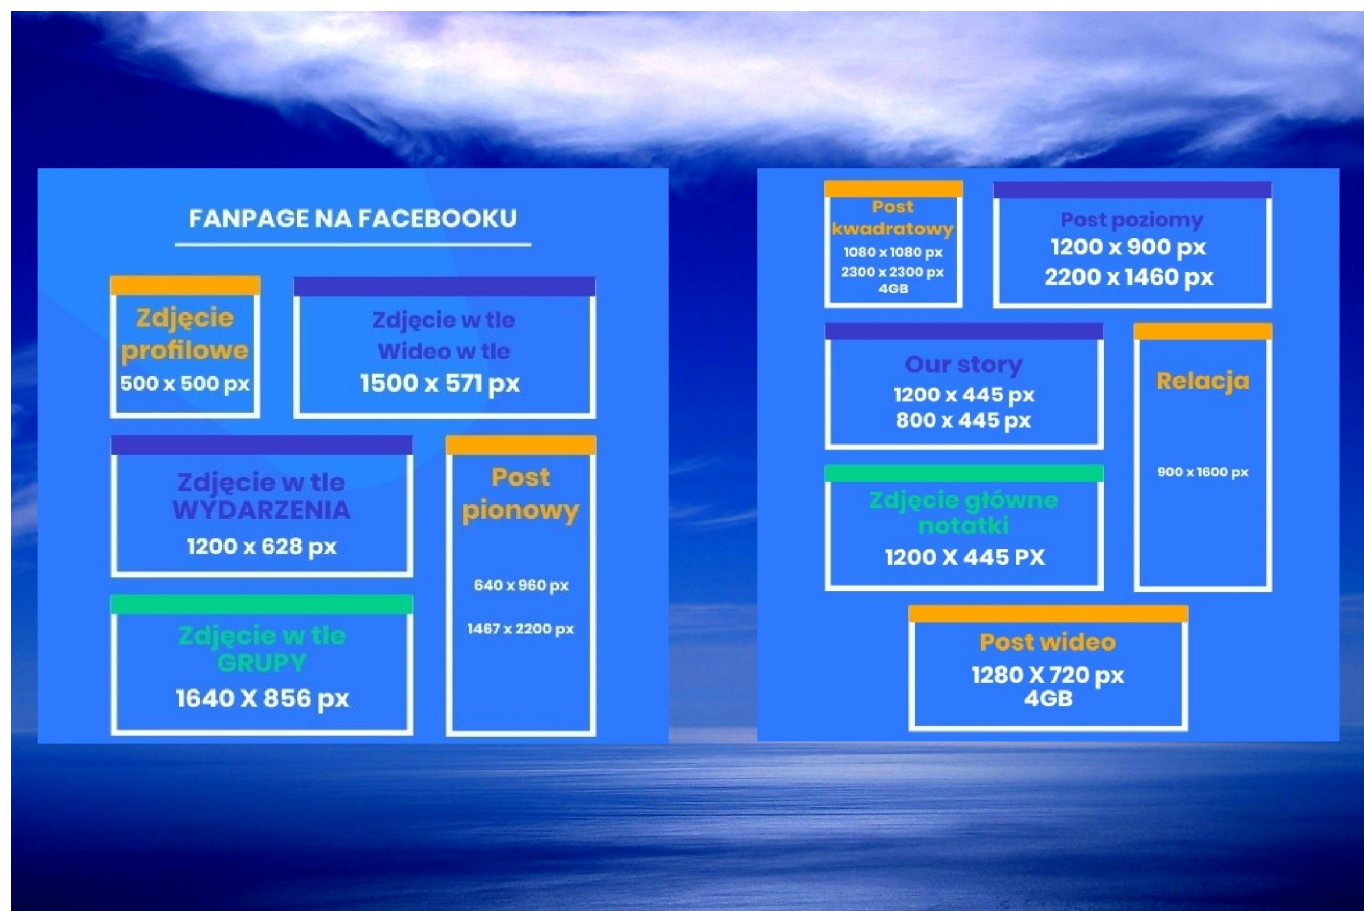 FANPAGE NA FACEBOOKU
Zdjęcie
profilowe
500 x 500 px
Zdjęcie w tle
Wideo w tle
1500 x 571 px
Zdjęcie w tle
WYDARZENIA
1200 x 628 px
Post
pionowy
640 x 960 px
1467 x 2200 px
Zdjęcie w tle
GRUPY
1640 X 856 px
Post
kwadratowy
1080 x 1080 px
2300 x 2300 px
4GB
Post poziomy
1200 x 900 px
2200 x 1460 px
Our story
1200 x 445 px
800 x 445 px
Relacja
900 x 1600 px
Zdjęcie główne
notatki
1200 X 445 PX
Post wideo
1280 X 720 px
4GB